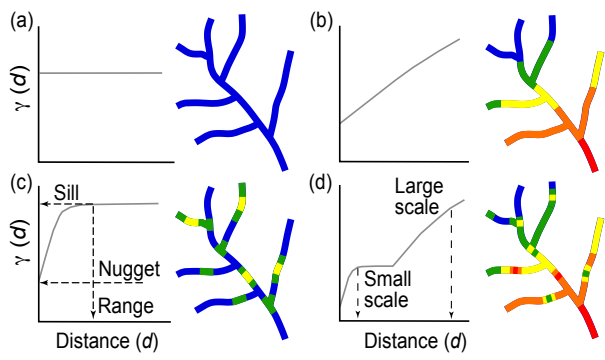 (a)
(b)
γ (d)
(c)
(d)
Sill
Large
scale
γ (d)
Nugget
Small
scale
Range
Distance (d)
Distance (d)